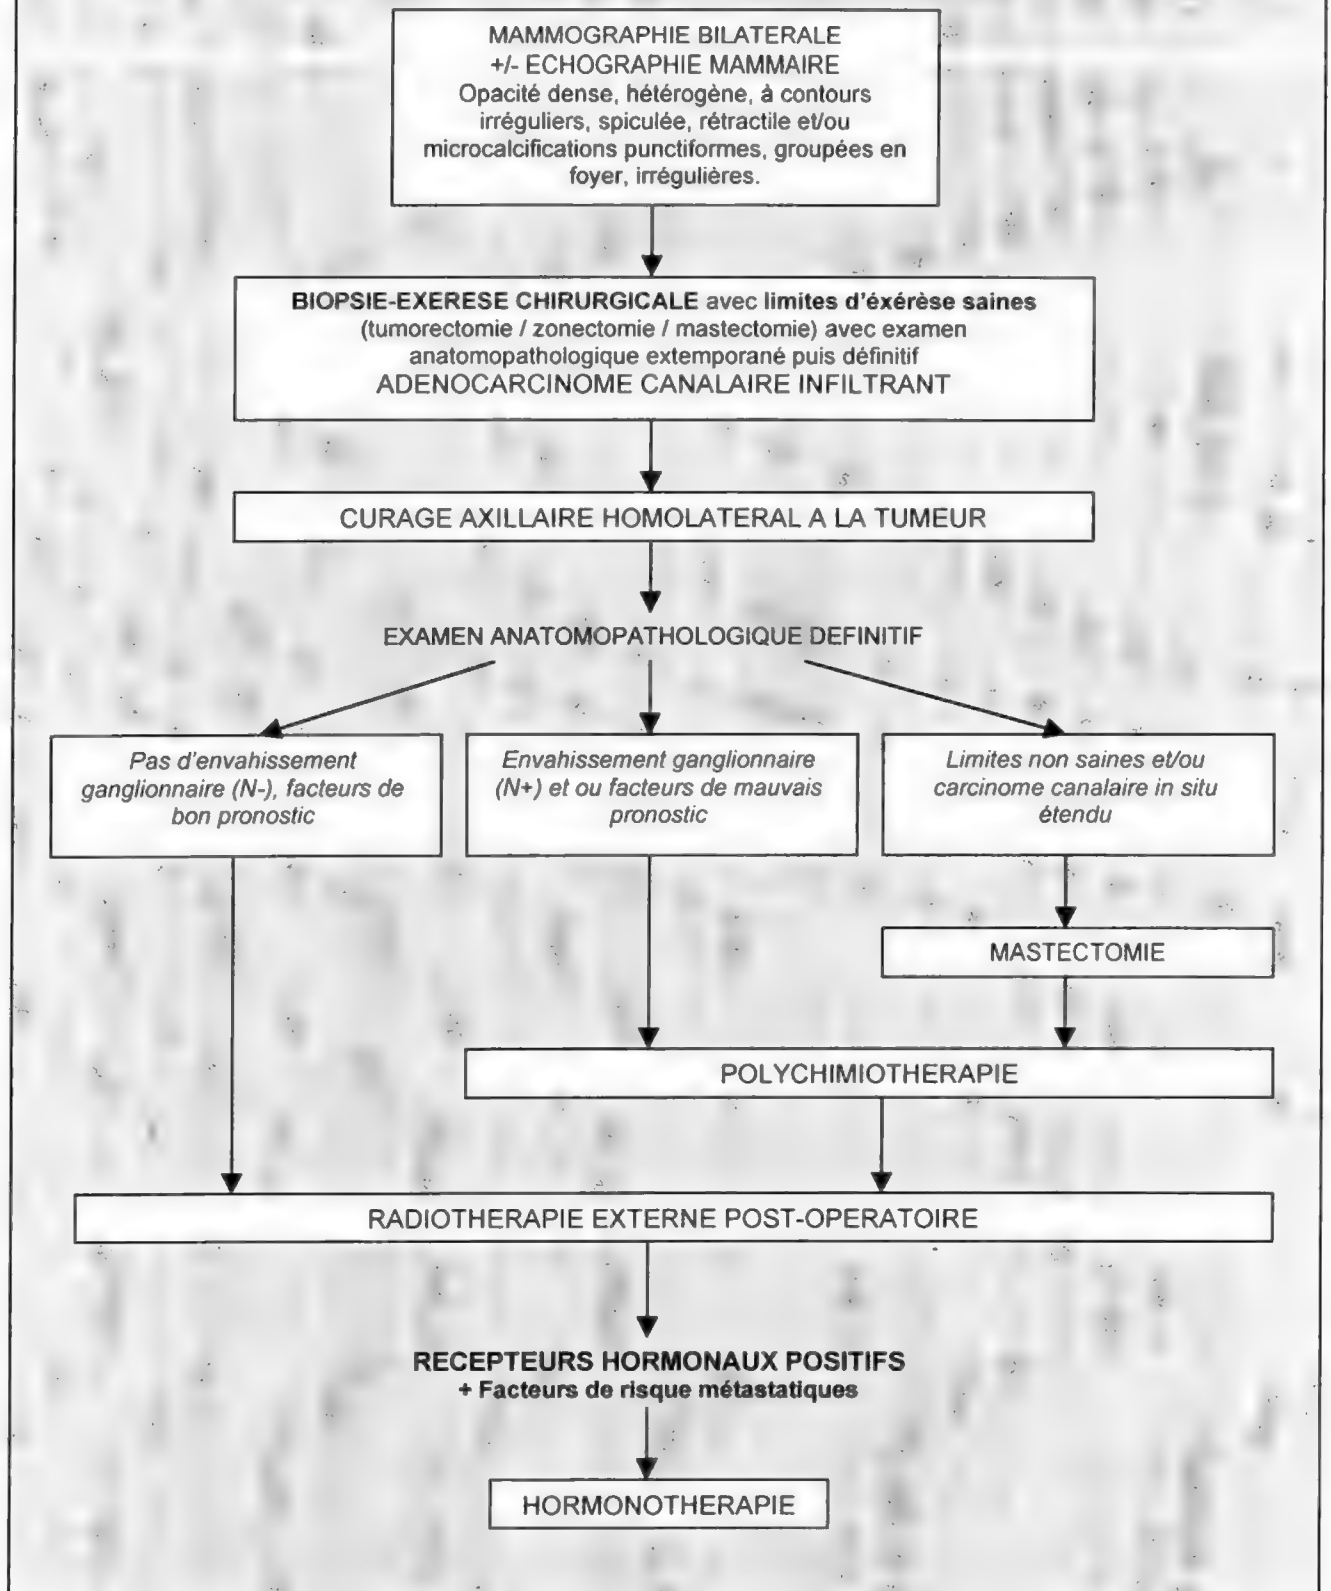 MAMMOGRAPHIE BILATERALE
+/- ECHOGRAPHIE MAMMAIRE
Opacité dense, hétérogène, à contours
irréguliers, spiculée, rétractile et/ou
microcalcifications punctiformes, groupées en
foyer, irrégulières.
BIOPSIE-EXERESE CHIRURGICALE avec limites d'éxérèse saines
(tumorectomie / zonectomie / mastectomie) avec examen
anatomopathologique extemporané puis définitif
ADENOCARCINOME CANALAIRE INFILTRANT
CURAGE AXILLAIRE HOMOLATERAL A LA TUMEUR
EXAMEN ANATOMOPATHOLOGIQUE DEFINITIF
Pas d'envahissement
ganglionnaire (N-), facteurs de
bon pronostic
Envahissement ganglionnaire
(N+) et ou facteurs de mauvais
pronostic
Limites non saines et/ou
carcinome canalaire in situ
étendu
MASTECTOMIE
POLYCHIMIOTHERAPIE
RADIOTHERAPIE EXTERNE POST-OPERATOIRE
RECEPTEURS HORMONAUX POSITIFS
+ Facteurs de risque métastatiques
HORMONOTHERAPIE